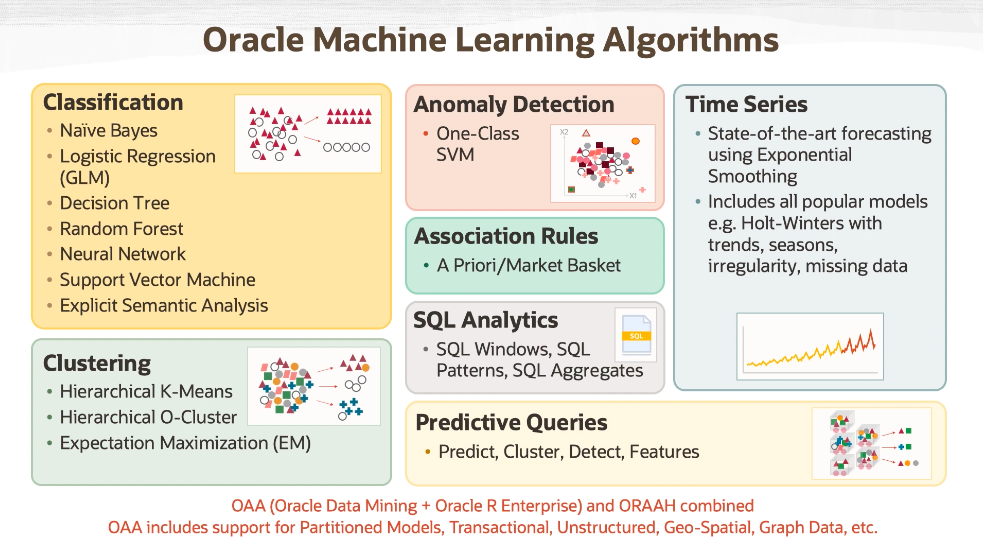 Oracle Machine Learning Algorithms
Classification
• Naïve Bayes
• Logistic Regression
(GLM)
• Decision Tree
• Random Forest
• Neural Network
• Support Vector Machine
• Explicit Semantic Analysis
Clustering
• Hierarchical K-Means
• Hierarchical O-Cluster
• Expectation Maximization (EM)
Anomaly Detection
• One-Class
SVM
X2
X1
Association Rules
• A Priori/Market Basket
SQL Analytics
• SQL Windows, SQL
Patterns, SQL Aggregates
SQL
Time Series
• State-of-the-art forecasting
using Exponential
Smoothing
• Includes all popular models
e.g. Holt-Winters with
trends, seasons,
irregularity, missing data
Predictive Queries
• Predict, Cluster, Detect, Features
OAA (Oracle Data Mining + Oracle R Enterprise) and ORAAH combined
OAA includes support for Partitioned Models, Transactional, Unstructured, Geo-Spatial, Graph Data, etc.